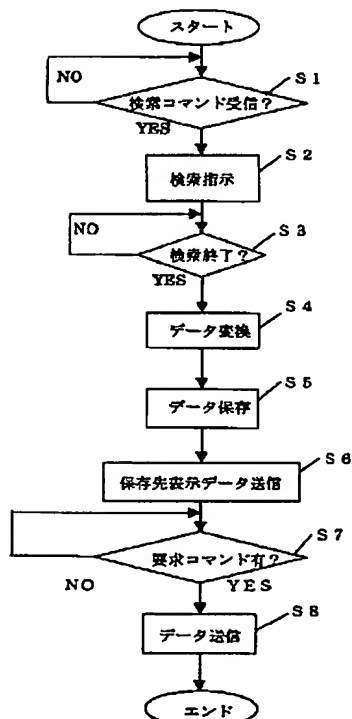 スタート
NO
S1
検索コマンド受信？
YES
S2
検索指示
NO
S3
検索終了？
YES
S4
データ変換
S5
データ保存
S6
保存先表示データ送信
S7
要求コマンド有？
NO
YES
S8
データ送信
エンド